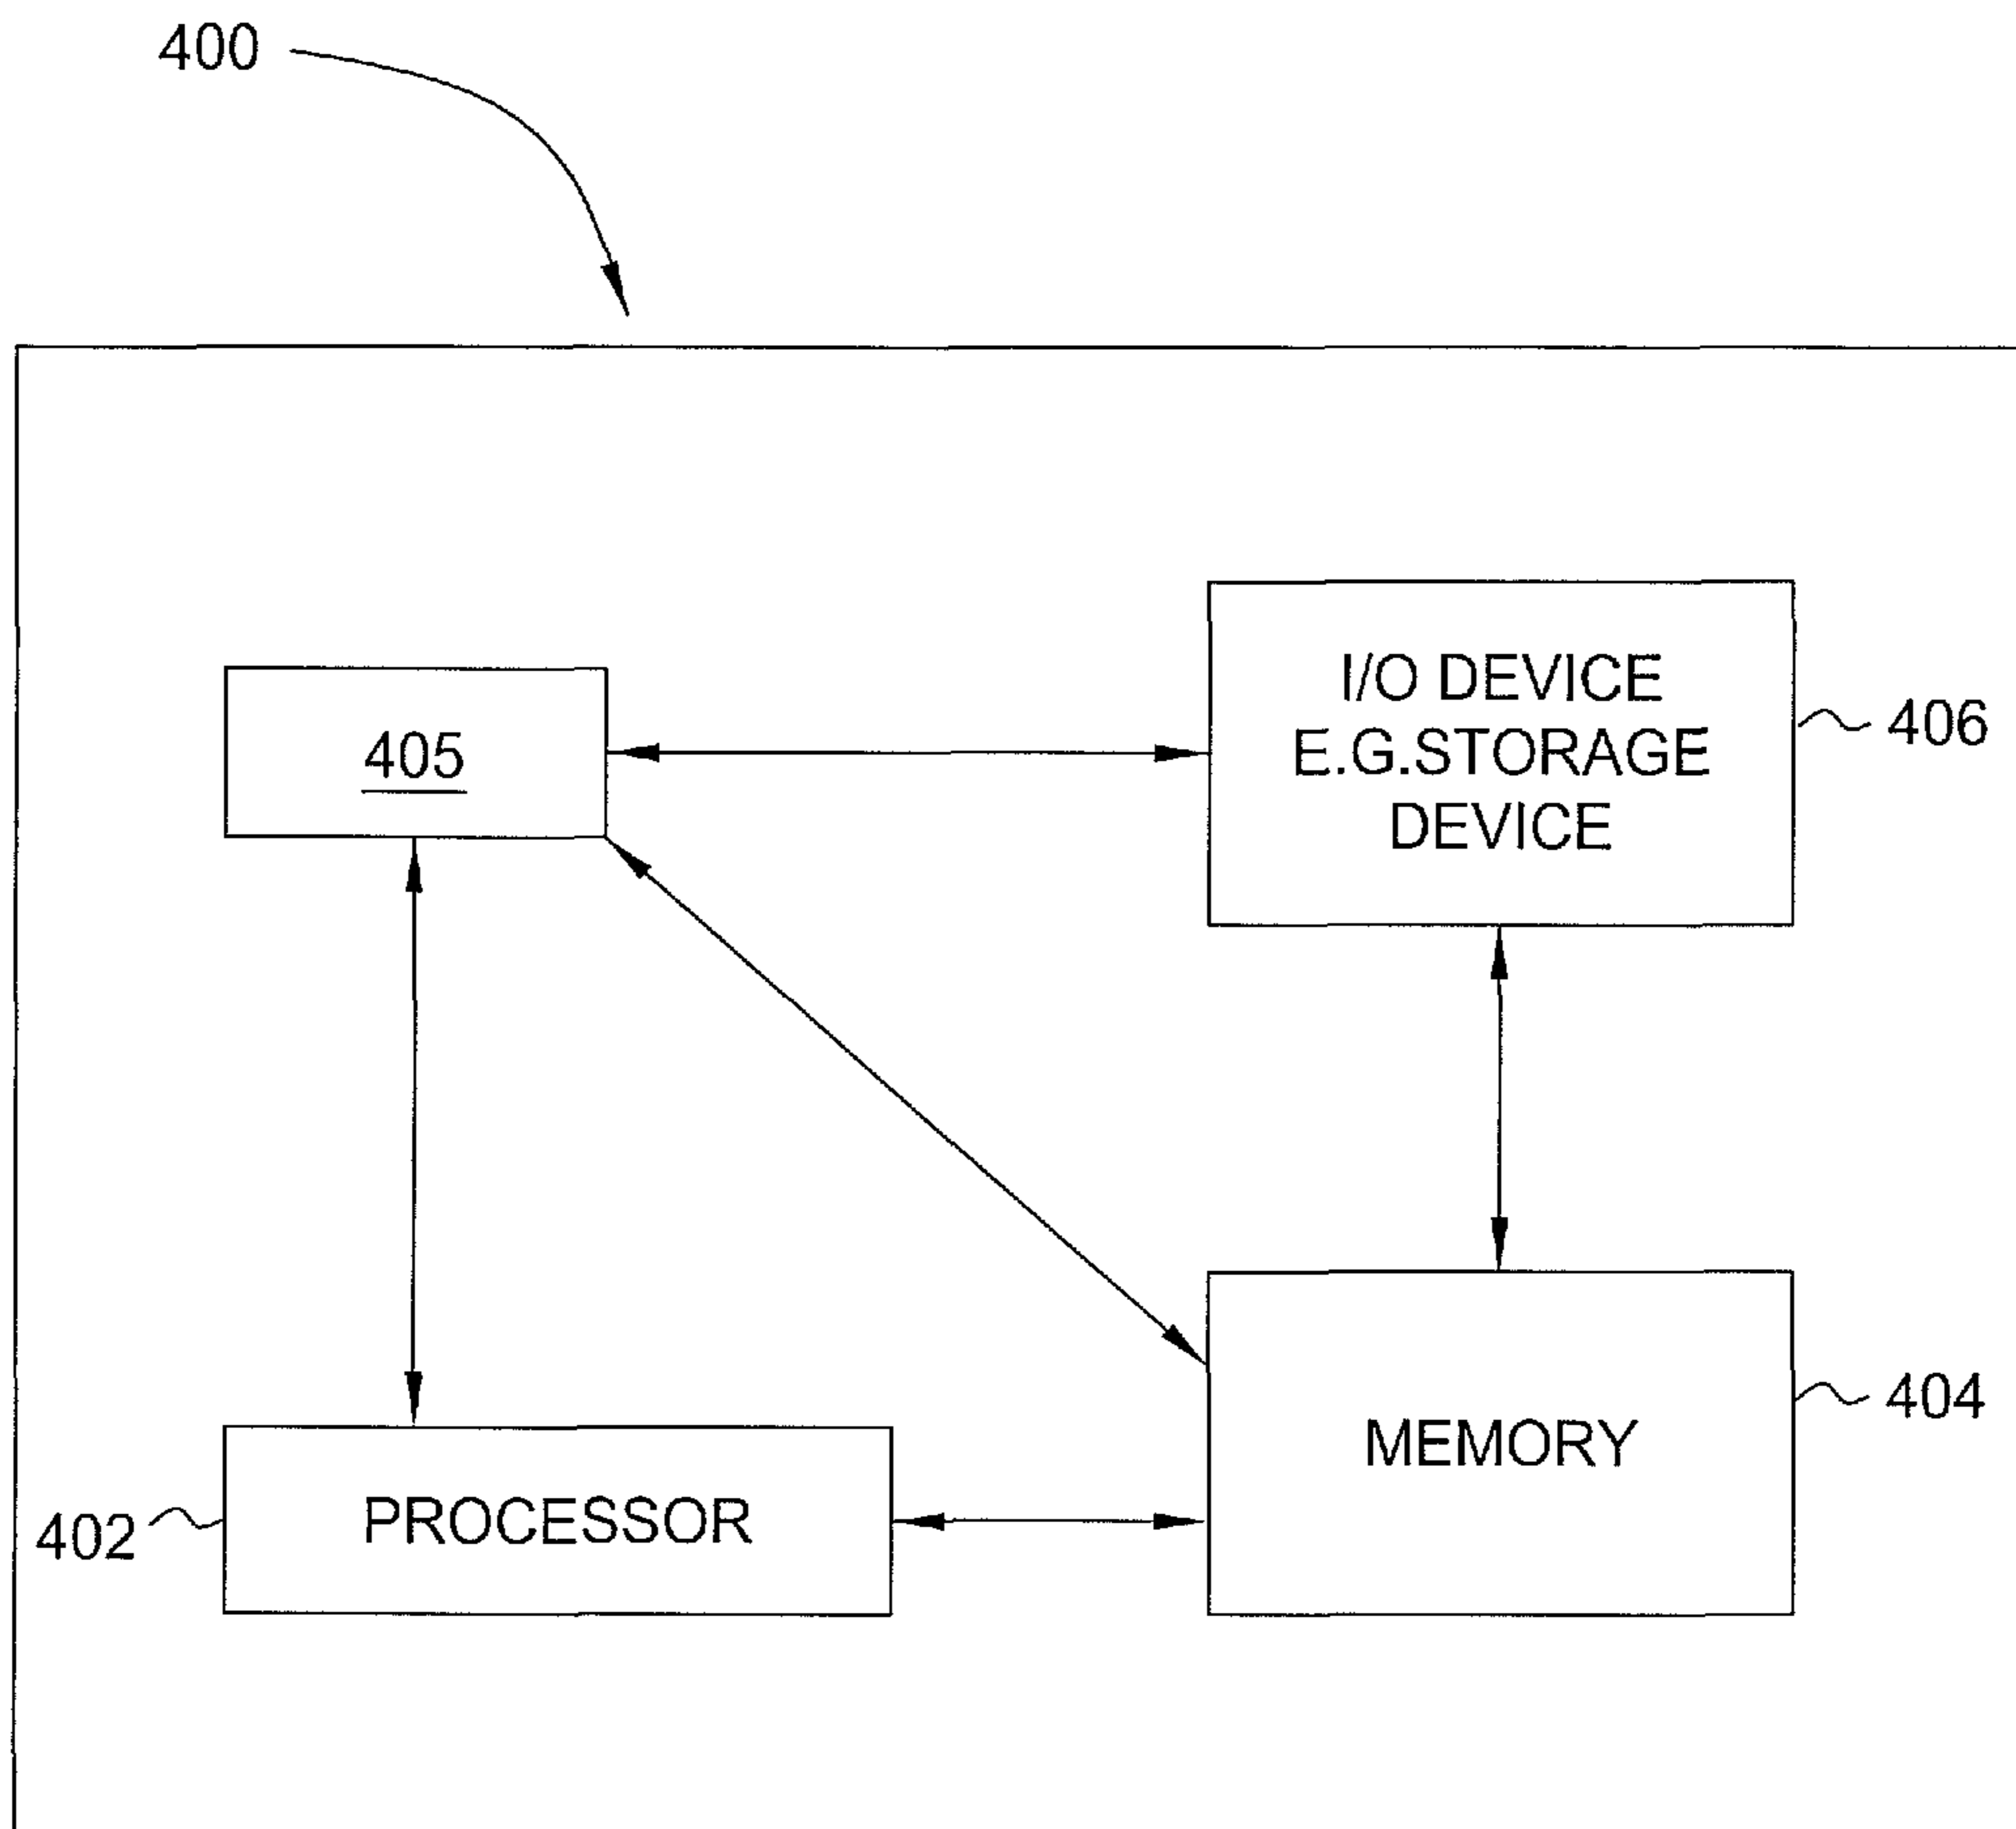 400
405
I/O DEVICE
E.G.STORAGE
DEVICE
406
MEMORY
404
402
PROCESSOR